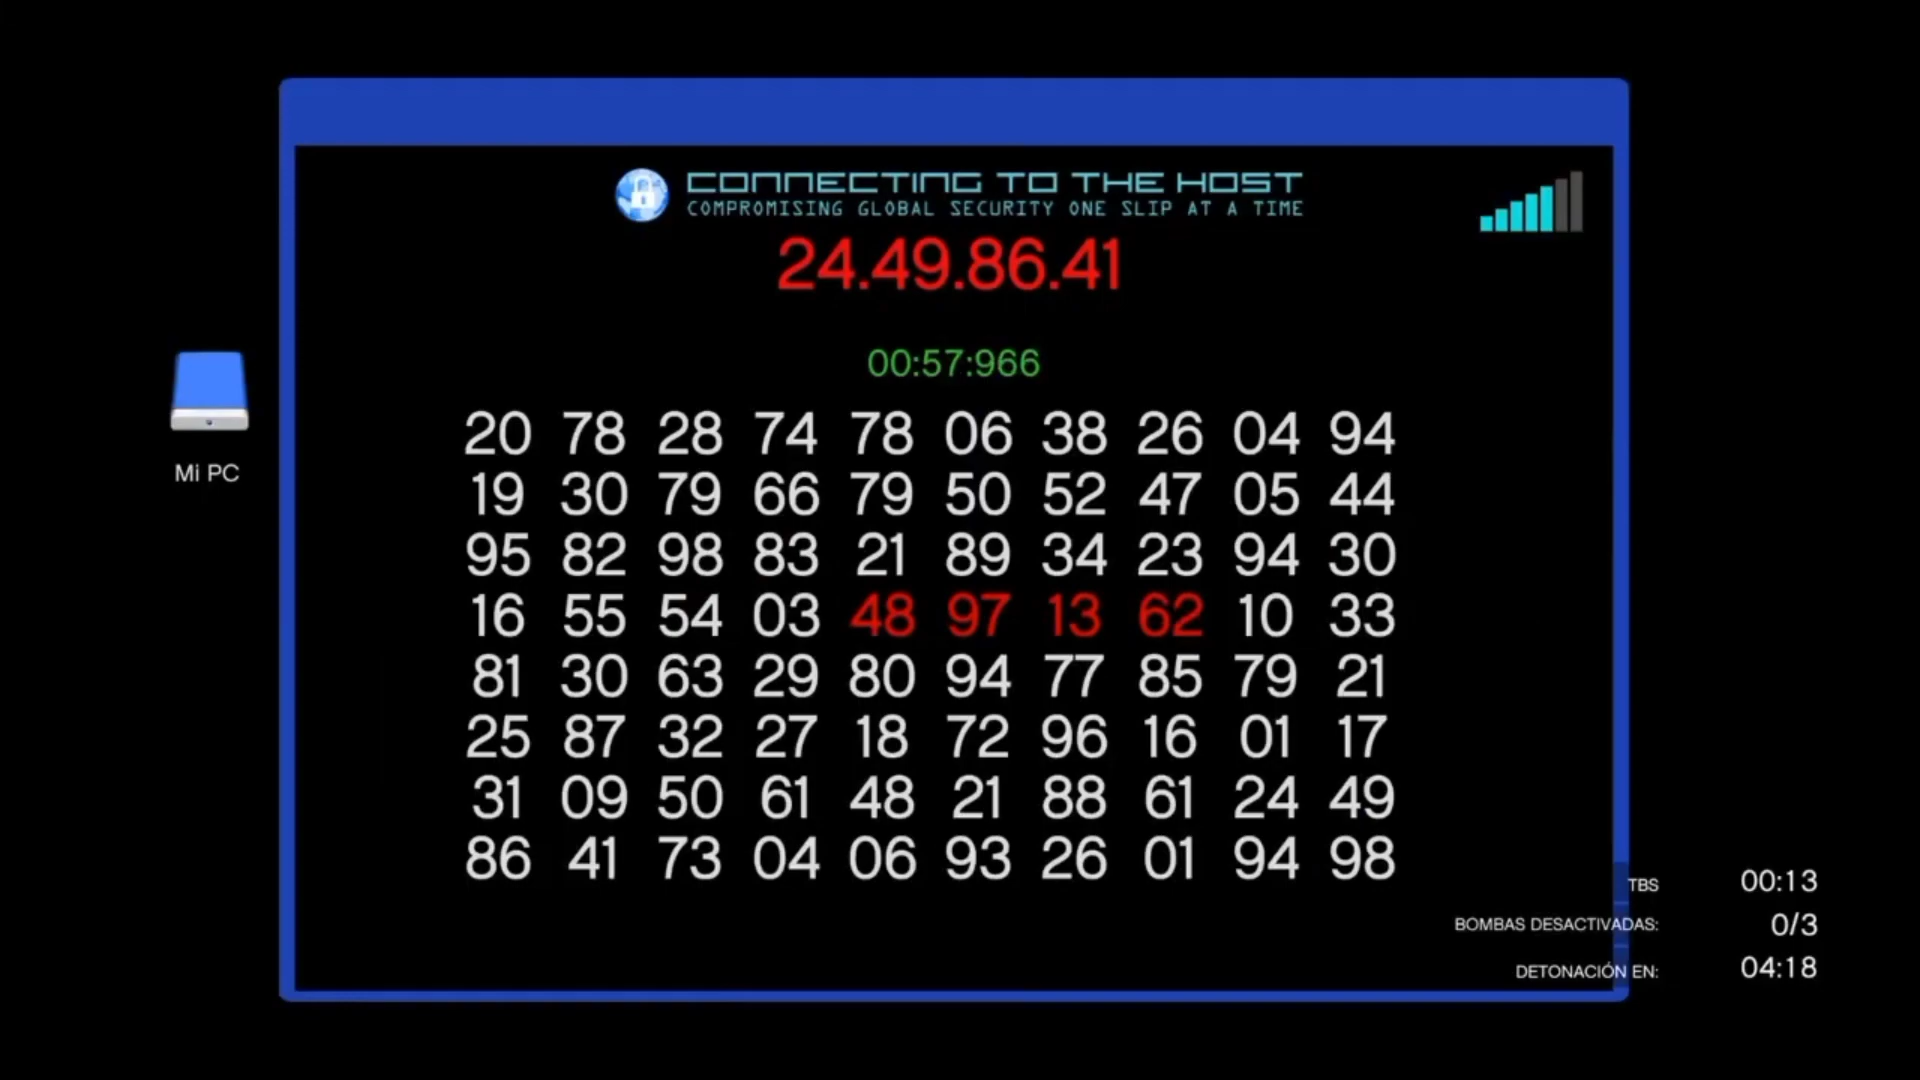 CONNECTING TO THE HOST
COMPROMISING GLOBAL SECURITY ONE SLIP AT A TIME
24.49.86.41
00:57:966
20 78 28 74 78 06 38 26 04 94
19 30 79 66 79 50 52 47 05 44
95 82 98 83 21 89 34 23 94 30
16 55 54 03 48 97 13 62 10 33
81 30 63 29 80 94 77 85 79 21
25 87 32 27 18 72 96 16 01 17
31 09 50 61 48 21 88 61 24 49
86 41 73 04 06 93 26 01 94 98
Mi PC
TBS 00:13
BOMBAS DESACTIVADAS: 0/3
DETONACIÓN EN: 04:18